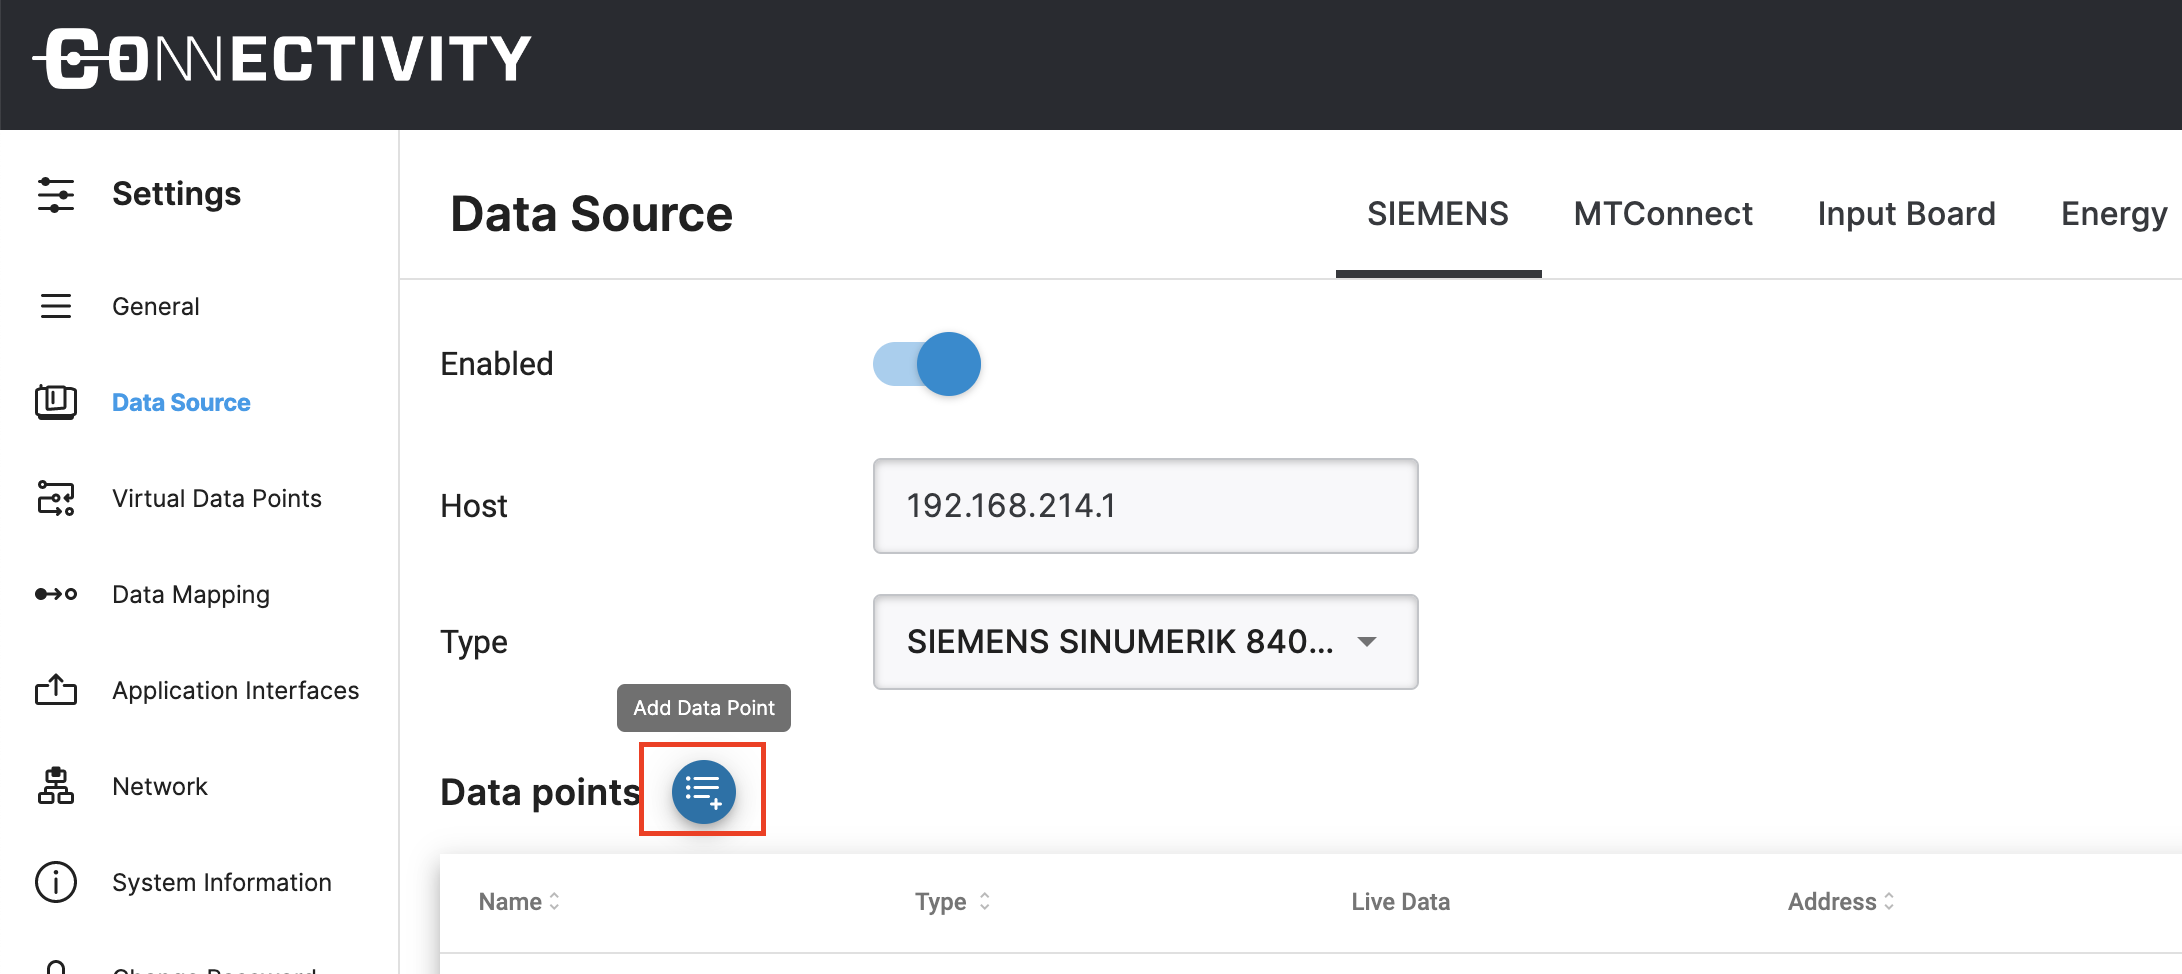 CONNECTIVITY
Settings
General
Data Source
Virtual Data Points
Data Mapping
Application Interfaces
Network
System Information
Change Password
Data Source
SIEMENS
MTConnect
Input Board
Energy
Enabled
Host
192.168.214.1
Type
SIEMENS SINUMERIK 840...
Add Data Point
Data points
Name
Type
Live Data
Address